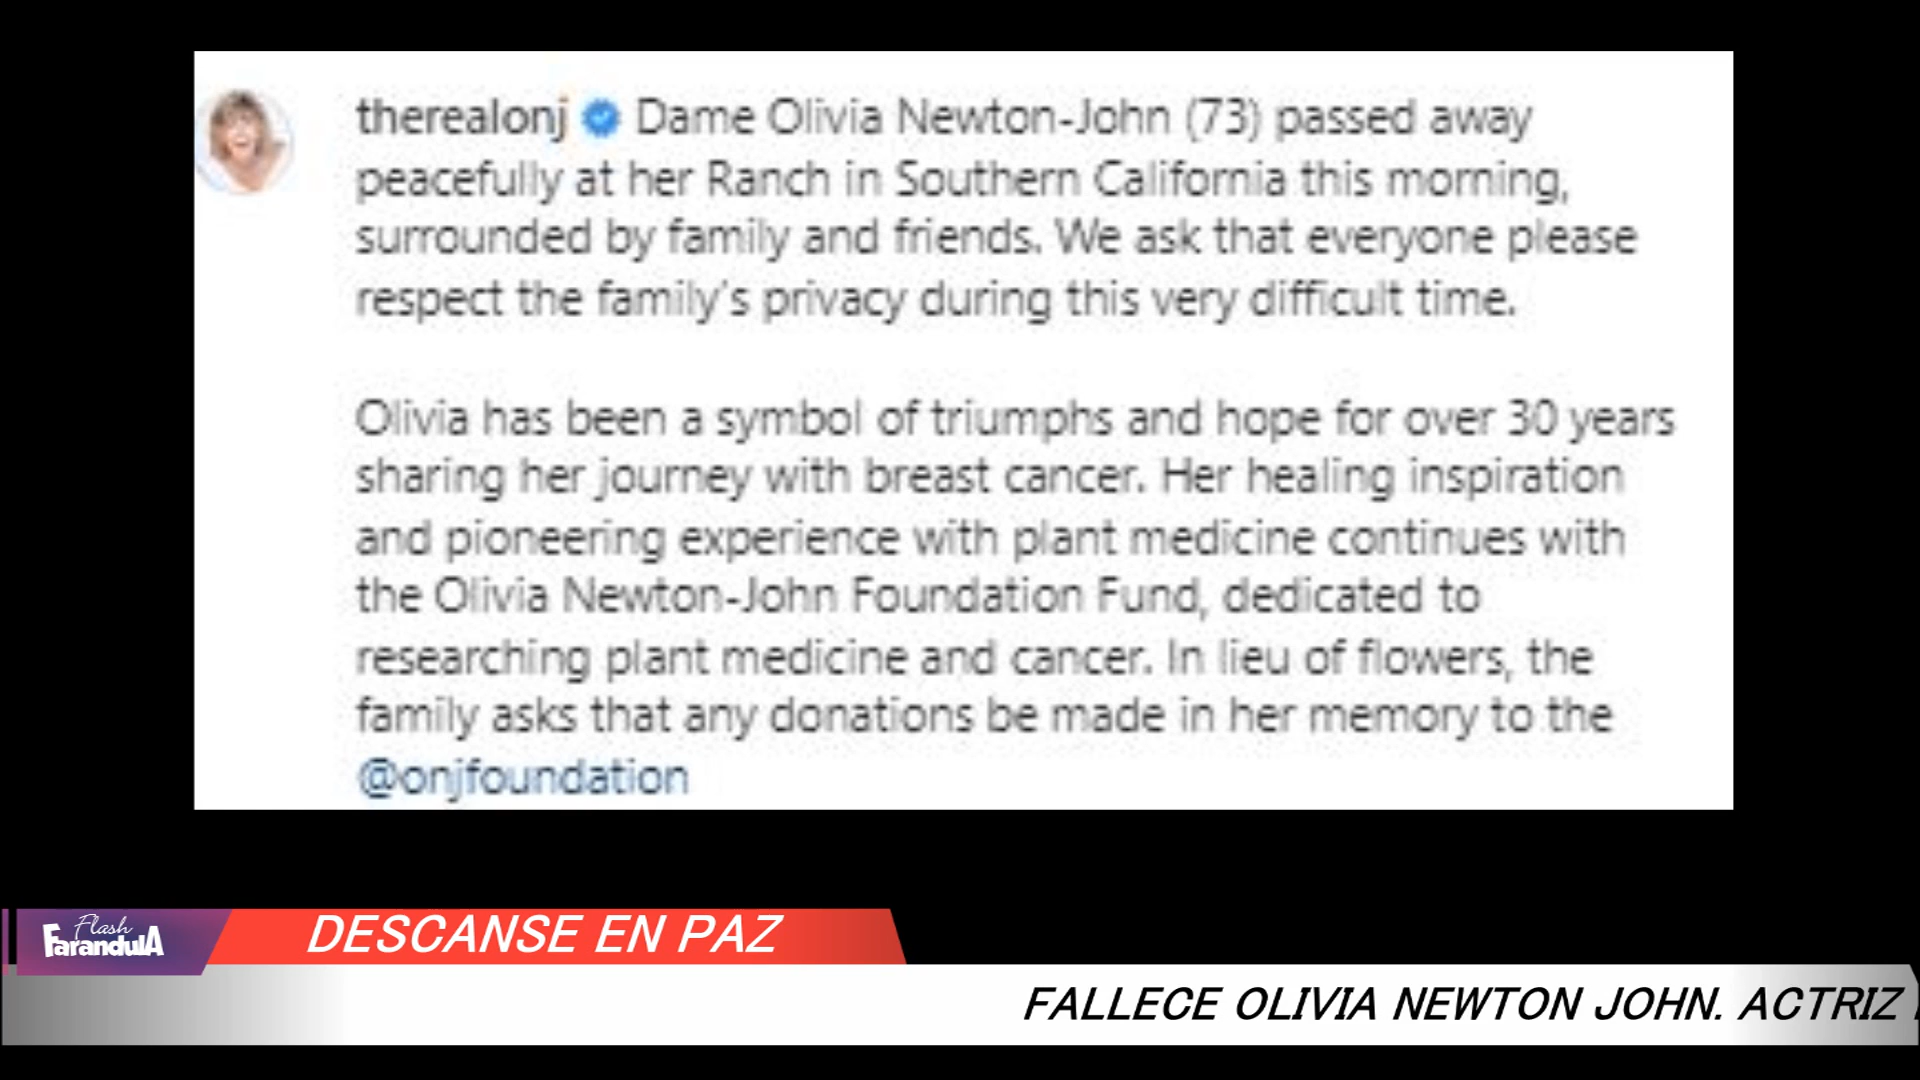 therealonj Dame Olivia Newton-John (73) passed away
peacefully at her Ranch in Southern California this morning,
surrounded by family and friends. We ask that everyone please
respect the family's privacy during this very difficult time.
Olivia has been a symbol of triumphs and hope for over 30 years
sharing her journey with breast cancer. Her healing inspiration
and pioneering experience with plant medicine continues with
the Olivia Newton-John Foundation Fund, dedicated to
researching plant medicine and cancer. In lieu of flowers, the
family asks that any donations be made in her memory to the
@onjfoundation
Flash
FarandulA
DESCANSE EN PAZ
FALLECE OLIVIA NEWTON JOHN. ACTRIZ